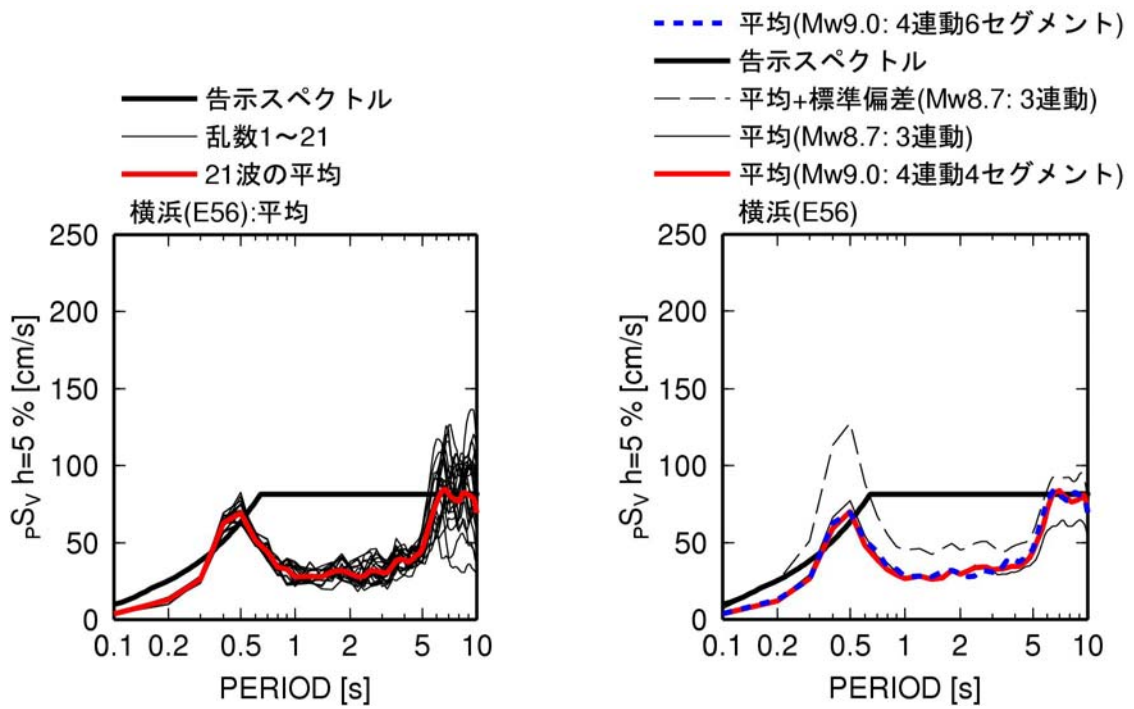 告示スペクトル
乱数1〜21
21波の平均
横浜(E56):平均
250
200
150
100
50
0
pSv h=5 % [cm/s]
0.1 0.2 0.5 1 2 5 10
PERIOD [s]
平均(Mw9.0: 4連動6セグメント)
告示スペクトル
平均+標準偏差(Mw8.7: 3連動)
平均(Mw8.7: 3連動)
平均(Mw9.0: 4連動4セグメント)
横浜(E56)
250
200
150
100
50
0
pSv h=5 % [cm/s]
0.1 0.2 0.5 1 2 5 10
PERIOD [s]